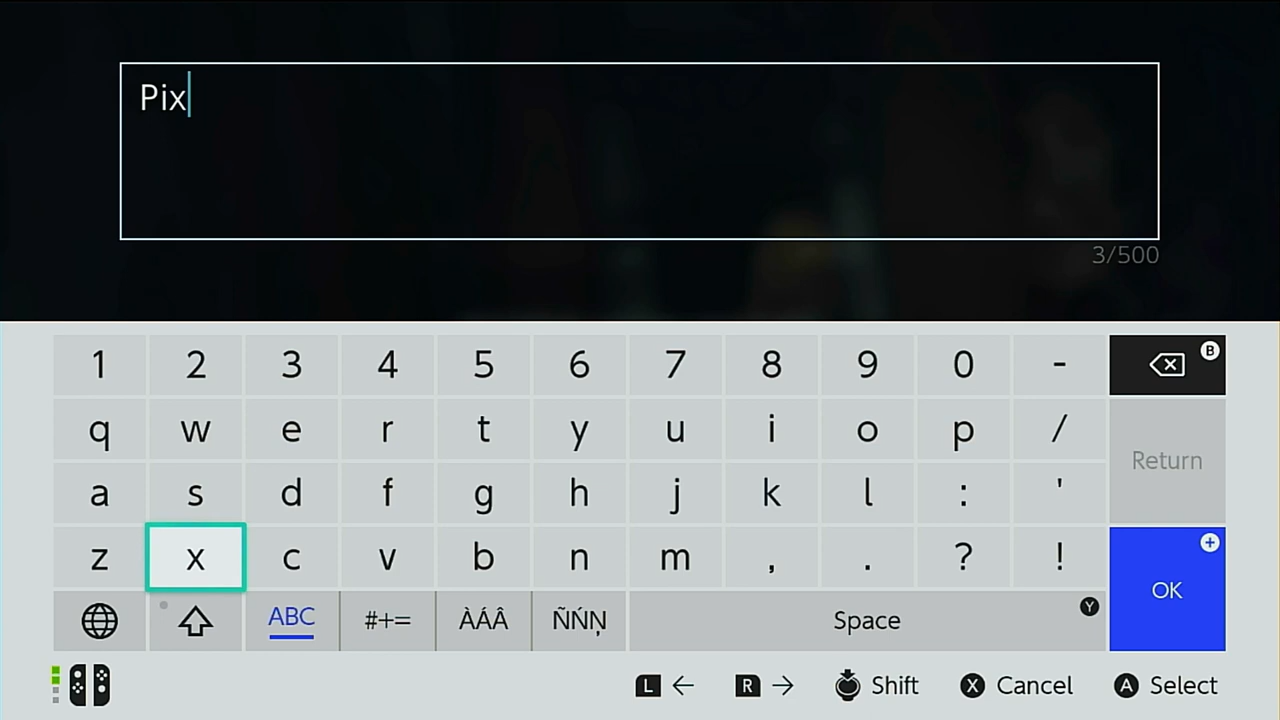 Pix
3/500
1 2 3 4 5 6 7 8 9 0 - B
q w e r t y u i o p /
a s d f g h j k l : ' Return
z x c v b n m , . ? ! +
ABC #+= ÀÁÂ ÑŃŅ Space Y OK
L ← R → Shift X Cancel A Select